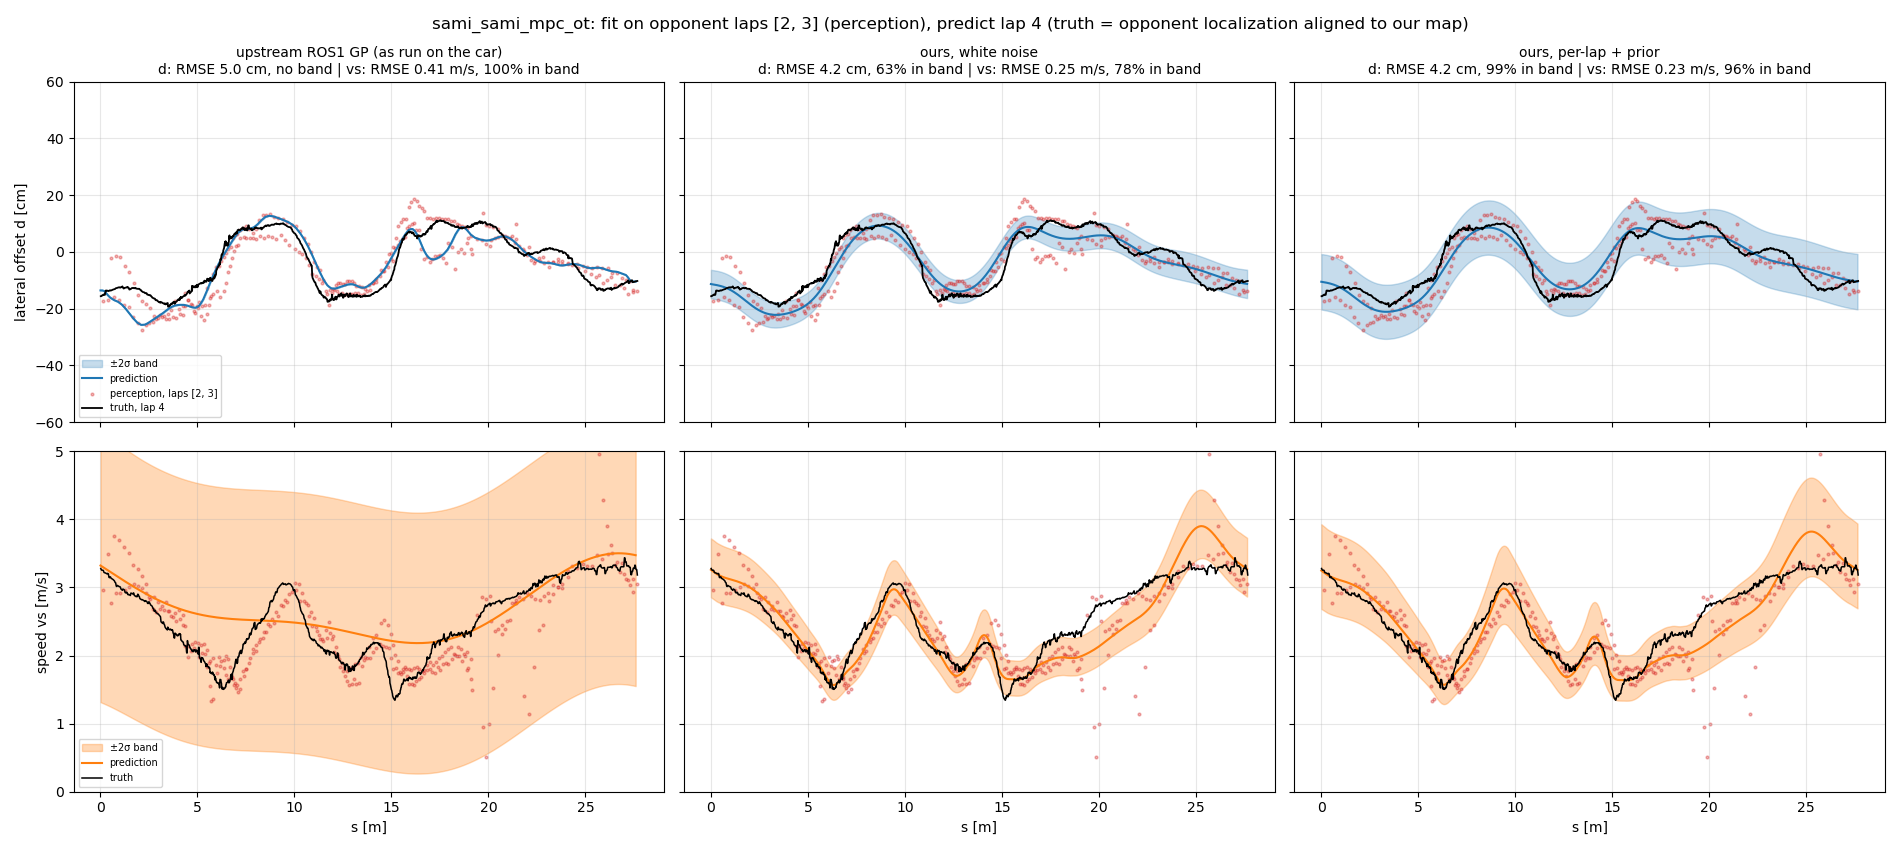 sami_sami_mpc_ot: fit on opponent laps [2, 3] (perception), predict lap 4 (truth = opponent localization aligned to our map)
upstream ROS1 GP (as run on the car)
d: RMSE 5.0 cm, no band | vs: RMSE 0.41 m/s, 100% in band
ours, white noise
d: RMSE 4.2 cm, 63% in band | vs: RMSE 0.25 m/s, 78% in band
ours, per-lap + prior
d: RMSE 4.2 cm, 99% in band | vs: RMSE 0.23 m/s, 96% in band
lateral offset d [cm]
60
40
20
0
−20
−40
−60
±2σ band
prediction
perception, laps [2, 3]
truth, lap 4
speed vs [m/s]
5
4
3
2
1
0
±2σ band
prediction
truth
0 5 10 15 20 25
s [m]
0 5 10 15 20 25
s [m]
0 5 10 15 20 25
s [m]